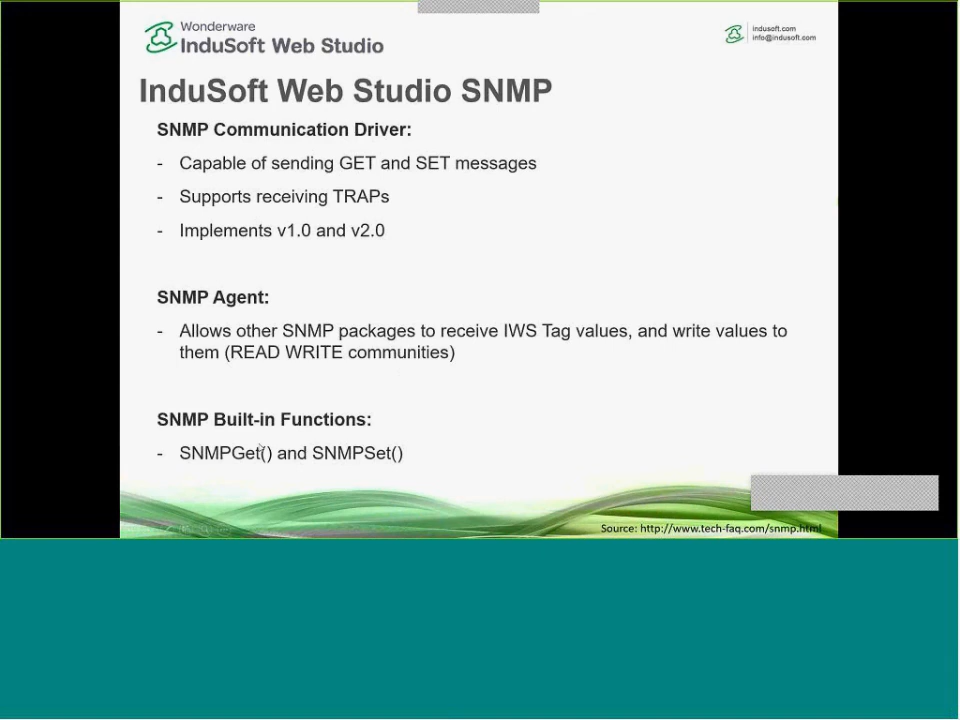 Wonderware
InduSoft Web Studio
indusoft.com
info@indusoft.com
InduSoft Web Studio SNMP
SNMP Communication Driver:
- Capable of sending GET and SET messages
- Supports receiving TRAPs
- Implements v1.0 and v2.0
SNMP Agent:
- Allows other SNMP packages to receive IWS Tag values, and write values to
them (READ WRITE communities)
SNMP Built-in Functions:
- SNMPGet() and SNMPSet()
Source: http://www.tech-faq.com/snmp.html